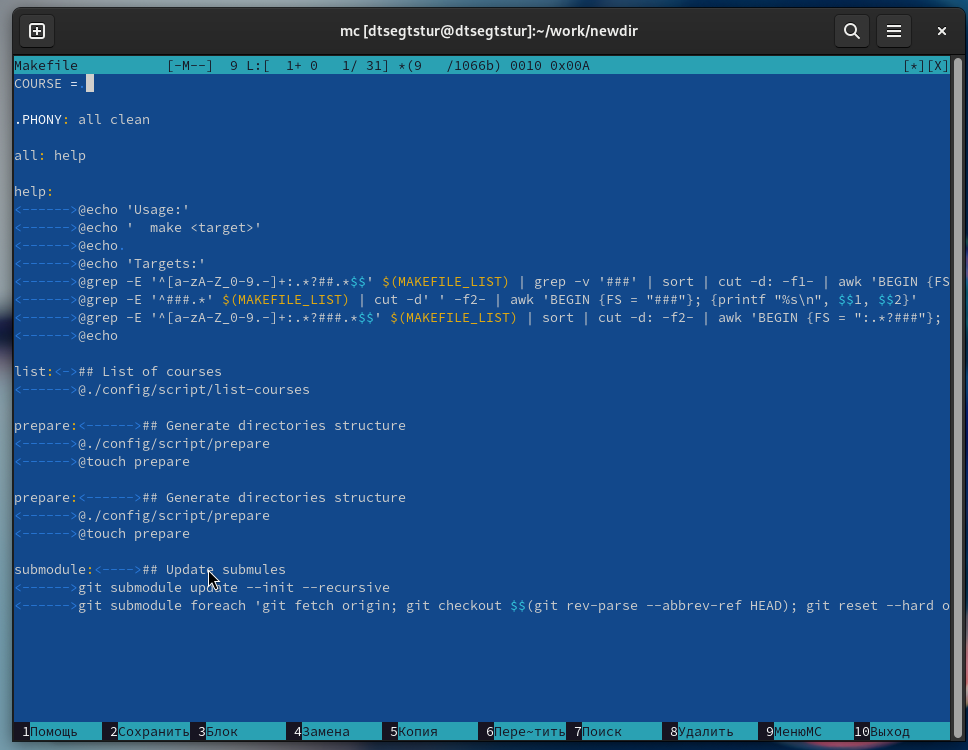 mc [dtsegtstur@dtsegtstur]:~/work/newdir
Makefile [-M--] 9 L:[ 1+ 0 1/ 31] *(9 /1066b) 0010 0x00A [*][X]
COURSE =.
.PHONY: all clean
all: help
help:
<------>@echo 'Usage:'
<------>@echo '  make <target>'
<------>@echo.
<------>@echo 'Targets:'
<------>@grep -E '^[a-zA-Z_0-9.-]+:.*?##.*$$' $(MAKEFILE_LIST) | grep -v '###' | sort | cut -d: -f1- | awk 'BEGIN {FS
<------>@grep -E '^###.*' $(MAKEFILE_LIST) | cut -d' ' -f2- | awk 'BEGIN {FS = "###"}; {printf "%s\n", $$1, $$2}'
<------>@grep -E '^[a-zA-Z_0-9.-]+:.*?###.*$$' $(MAKEFILE_LIST) | sort | cut -d: -f2- | awk 'BEGIN {FS = ":.*?###"};
<------>@echo
list:<->## List of courses
<------>@./config/script/list-courses
prepare:<------>## Generate directories structure
<------>@./config/script/prepare
<------>@touch prepare
prepare:<------>## Generate directories structure
<------>@./config/script/prepare
<------>@touch prepare
submodule:<---->## Update submules
<------>git submodule update --init --recursive
<------>git submodule foreach 'git fetch origin; git checkout $$(git rev-parse --abbrev-ref HEAD); git reset --hard o
1Помощь 2Сохранить 3Блок 4Замена 5Копия 6Пере~тить 7Поиск 8Удалить 9МенюMC 10Выход